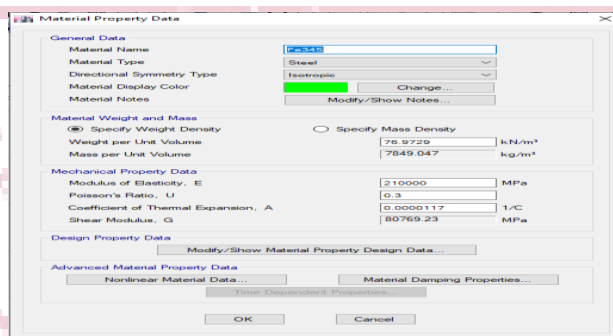 Material Property Data
General Data
Material Name Fe345
Material Type Steel
Directional Symmetry Type Isotropic
Material Display Color Change...
Material Notes Modify/Show Notes...
Material Weight and Mass
Specify Weight Density Specify Mass Density
Weight per Unit Volume 76.9729 kN/m³
Mass per Unit Volume 7849.047 kg/m³
Mechanical Property Data
Modulus of Elasticity, E 210000 MPa
Poisson's Ratio, U 0.3
Coefficient of Thermal Expansion, A 0.0000117 1/C
Shear Modulus, G 80769.23 MPa
Design Property Data
Modify/Show Material Property Design Data...
Advanced Material Property Data
Nonlinear Material Data... Material Damping Properties...
Time Dependent Properties...
OK Cancel